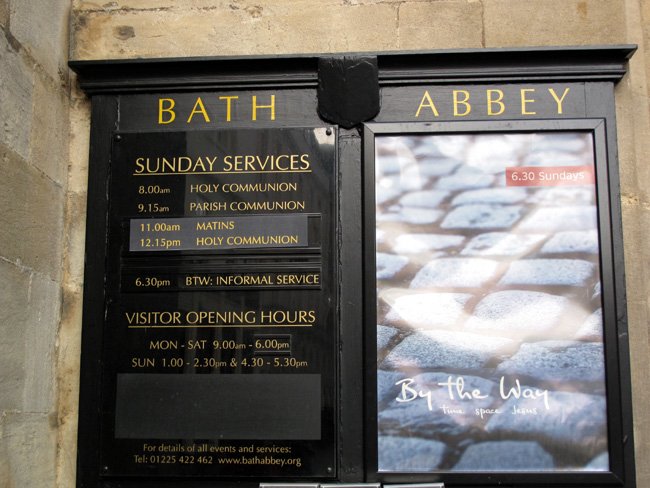 BATH ABBEY
SUNDAY SERVICES
8.00am HOLY COMMUNION
9.15am PARISH COMMUNION
11.00am MATINS
12.15pm HOLY COMMUNION
6.30pm BTW: INFORMAL SERVICE
VISITOR OPENING HOURS
MON - SAT 9.00am - 6.00pm
SUN 1.00 - 2.30pm & 4.30 - 5.30pm
For details of all events and services:
Tel: 01225 422 462 www.bathabbey.org
6.30 Sundays
By the Way
time space Jesus